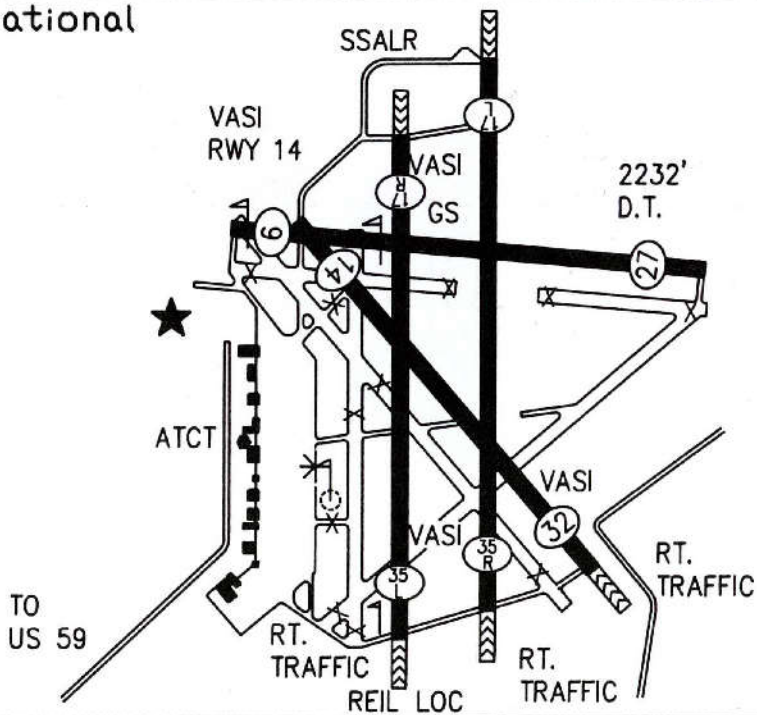 ational
SSALR
VASI
RWY 14
17
L
VASI
17
R
GS
2232'
D.T.
9
14
27
ATCT
VASI
32
VASI
35
L
35
R
RT.
TRAFFIC
TO
US 59
RT.
TRAFFIC
RT.
TRAFFIC
REIL LOC